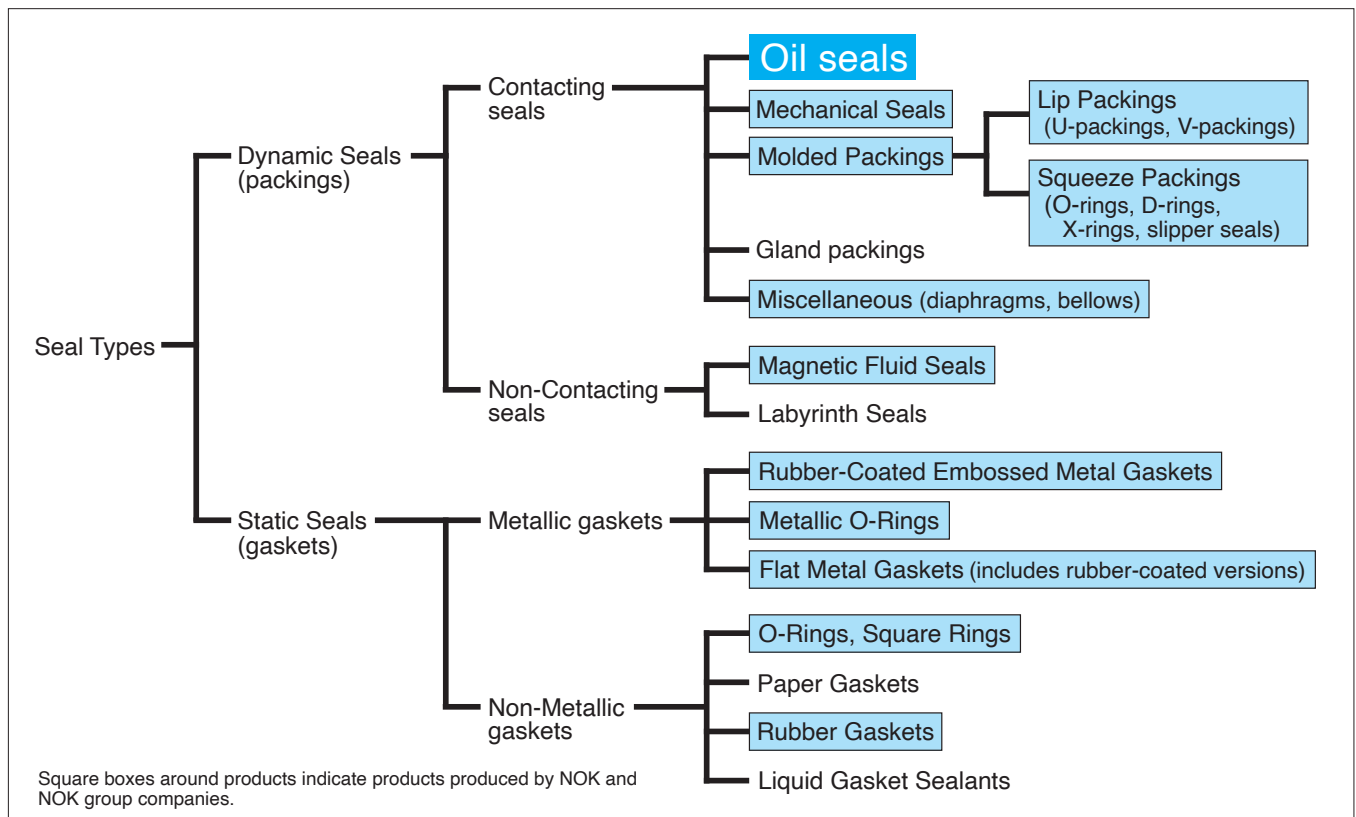 Seal Types
Dynamic Seals
(packings)
Contacting
seals
Oil seals
Mechanical Seals
Molded Packings
Lip Packings
(U-packings, V-packings)
Squeeze Packings
(O-rings, D-rings,
X-rings, slipper seals)
Gland packings
Miscellaneous (diaphragms, bellows)
Non-Contacting
seals
Magnetic Fluid Seals
Labyrinth Seals
Static Seals
(gaskets)
Metallic gaskets
Rubber-Coated Embossed Metal Gaskets
Metallic O-Rings
Flat Metal Gaskets (includes rubber-coated versions)
Non-Metallic
gaskets
O-Rings, Square Rings
Paper Gaskets
Rubber Gaskets
Liquid Gasket Sealants
Square boxes around products indicate products produced by NOK and
NOK group companies.